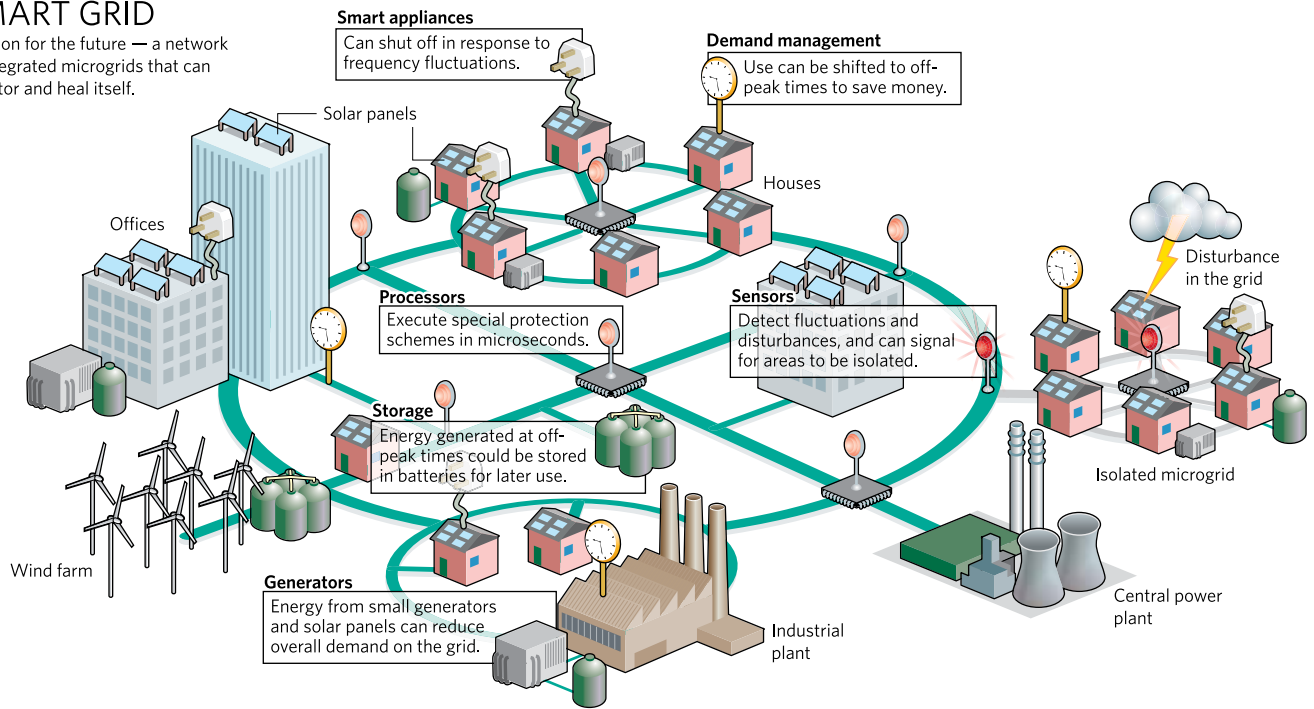 SMART GRID
on for the future — a network
egrated microgrids that can
tor and heal itself.
Smart appliances
Can shut off in response to
frequency fluctuations.
Demand management
Use can be shifted to off-
peak times to save money.
Solar panels
Houses
Offices
Disturbance
in the grid
Processors
Execute special protection
schemes in microseconds.
Sensors
Detect fluctuations and
disturbances, and can signal
for areas to be isolated.
Storage
Energy generated at off-
peak times could be stored
in batteries for later use.
Isolated microgrid
Wind farm
Generators
Energy from small generators
and solar panels can reduce
overall demand on the grid.
Industrial
plant
Central power
plant